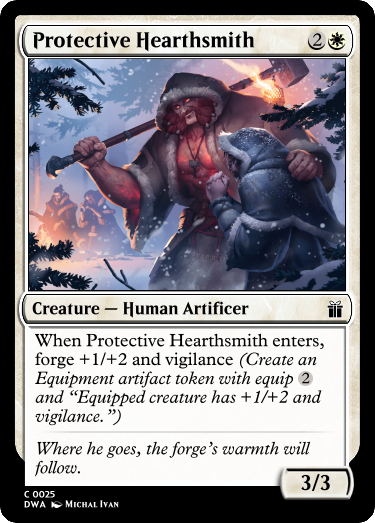 Protective Hearthsmith 2
Creature — Human Artificer
When Protective Hearthsmith enters,
forge +1/+2 and vigilance (Create an
Equipment artifact token with equip 2
and “Equipped creature has +1/+2 and
vigilance.”)
Where he goes, the forge’s warmth will
follow.
3/3
C 0025
DWA Michal Ivan